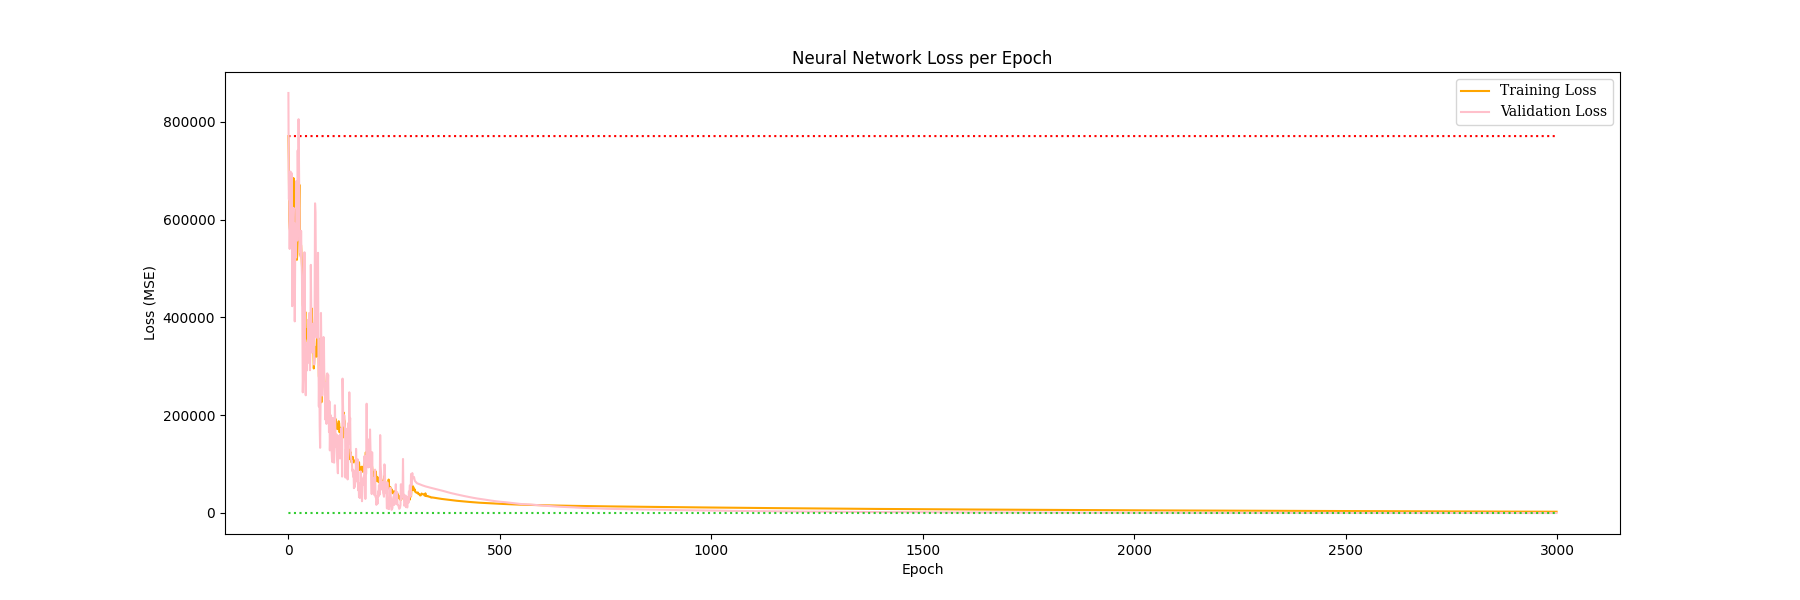 Neural Network Loss per Epoch
Training Loss
Validation Loss
800000
600000
400000
200000
0
Loss (MSE)
0
500
1000
1500
2000
2500
3000
Epoch